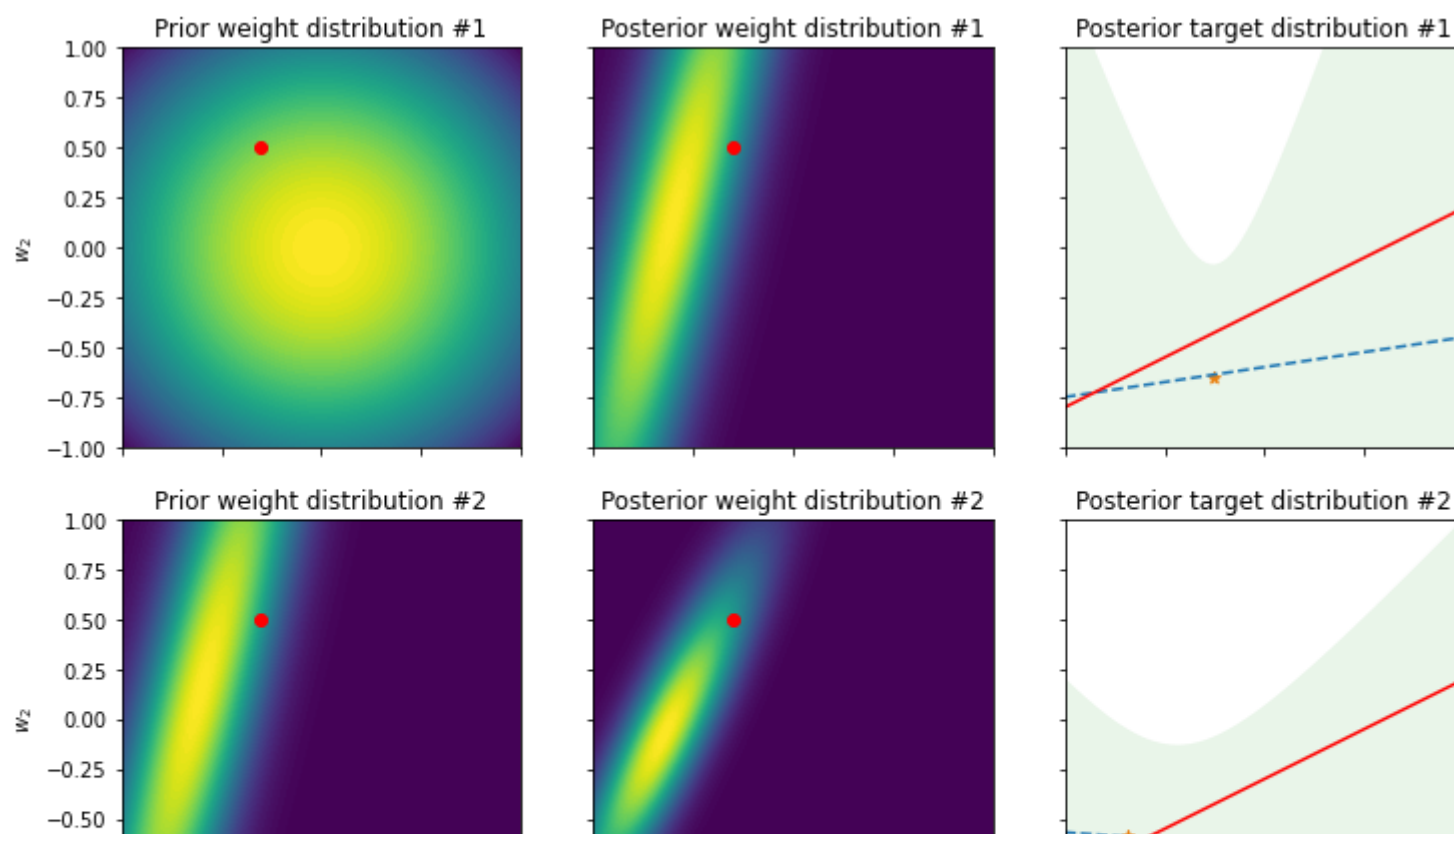 Prior weight distribution #1
Posterior weight distribution #1
Posterior target distribution #1
1.00
0.75
0.50
0.25
0.00
−0.25
−0.50
−0.75
−1.00
w₂
Prior weight distribution #2
Posterior weight distribution #2
Posterior target distribution #2
1.00
0.75
0.50
0.25
0.00
−0.25
−0.50
w₂